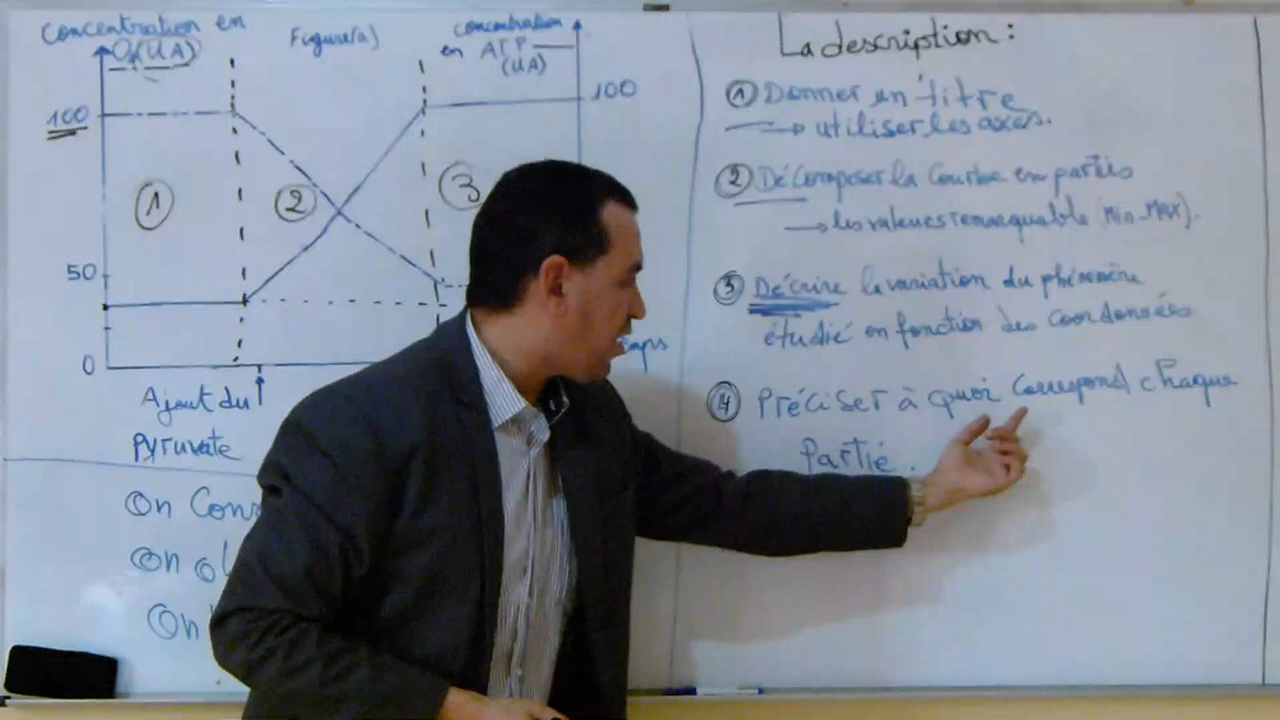 Concentration en
O₂(UA)
Figure(a)
concentration
en ATP
(UA)
100
100
1
2
3
50
0
Ajout du
Pyruvate
On
On
On
La description :
1 Donner un titre
→ utiliser les axes.
2 Décomposer la Courbe en parties
→ les valeurs remarquable (Min-Max).
3 Décrire la variation du phénomène
étudié en fonction des Coordonnées
4 Préciser à quoi Correspond chaque
Partie.